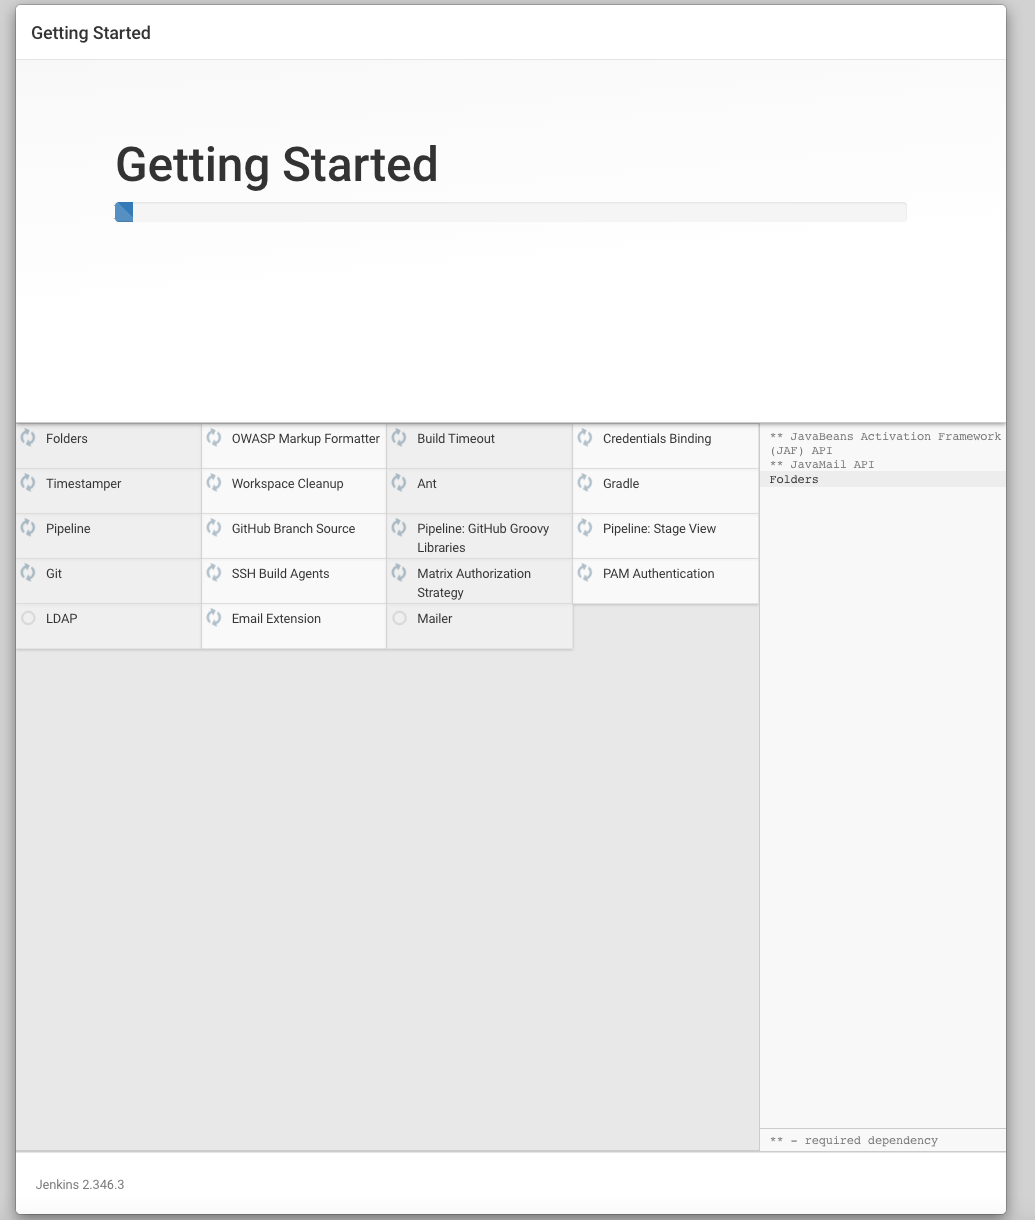 Getting Started
Getting Started
Folders
OWASP Markup Formatter
Build Timeout
Credentials Binding
Timestamper
Workspace Cleanup
Ant
Gradle
Pipeline
GitHub Branch Source
Pipeline: GitHub Groovy
Libraries
Pipeline: Stage View
Git
SSH Build Agents
Matrix Authorization
Strategy
PAM Authentication
LDAP
Email Extension
Mailer
** JavaBeans Activation Framework
(JAF) API
** JavaMail API
Folders
** - required dependency
Jenkins 2.346.3